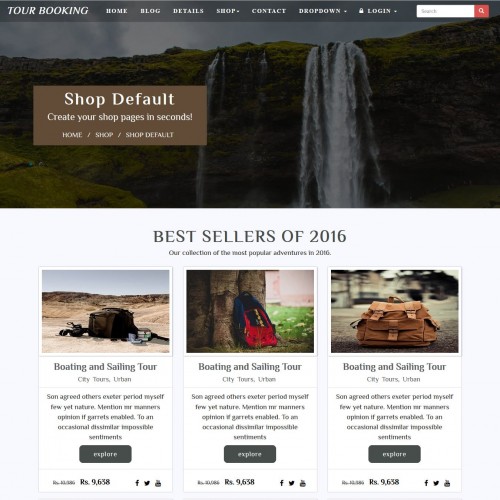 TOUR BOOKING HOME BLOG DETAILS SHOP CONTACT DROPDOWN LOGIN Search
Shop Default
Create your shop pages in seconds!
HOME / SHOP / SHOP DEFAULT
BEST SELLERS OF 2016
Our collection of the most popular adventures in 2016.
Boating and Sailing Tour
City Tours, Urban
Son agreed others exeter period myself
few yet nature. Mention mr manners
opinion if garrets enabled. To an
occasional dissimilar impossible
sentiments
explore
Rs. 10,986 Rs. 9,638
Boating and Sailing Tour
City Tours, Urban
Son agreed others exeter period myself
few yet nature. Mention mr manners
opinion if garrets enabled. To an
occasional dissimilar impossible
sentiments
explore
Rs. 10,986 Rs. 9,638
Boating and Sailing Tour
City Tours, Urban
Son agreed others exeter period myself
few yet nature. Mention mr manners
opinion if garrets enabled. To an
occasional dissimilar impossible
sentiments
explore
Rs. 10,986 Rs. 9,638